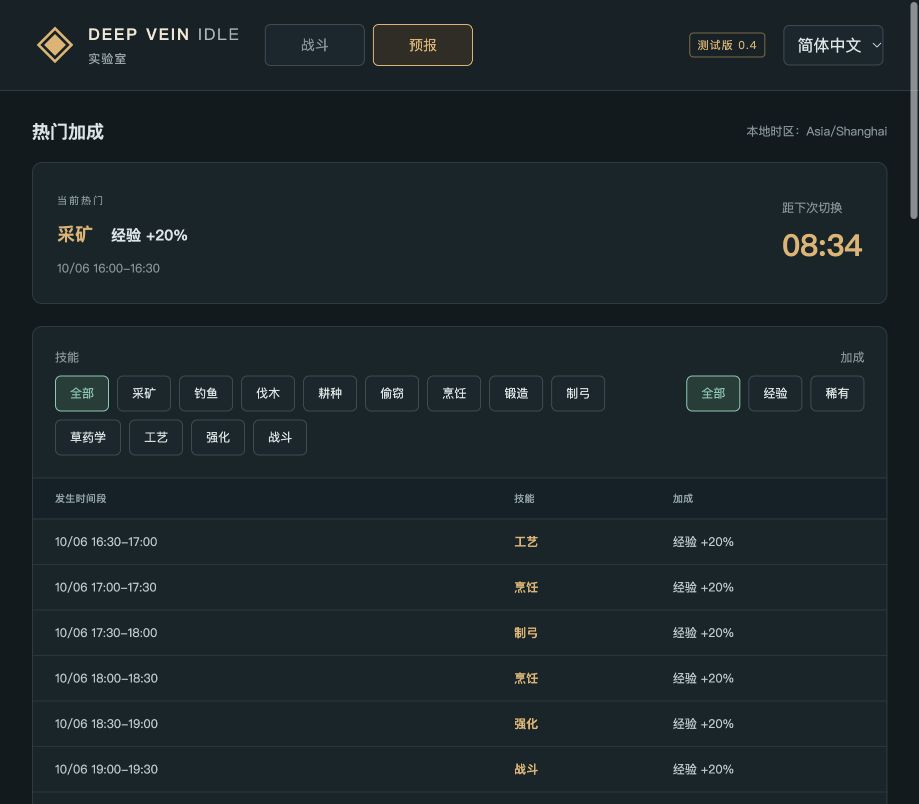 DEEP VEIN IDLE
实验室
战斗
预报
测试版 0.4
简体中文
热门加成
本地时区：Asia/Shanghai
当前热门
采矿 经验 +20%
10/06 16:00–16:30
距下次切换
08:34
技能
全部 采矿 钓鱼 伐木 耕种 偷窃 烹饪 锻造 制弓
草药学 工艺 强化 战斗
加成
全部 经验 稀有
发生时间段 技能 加成
10/06 16:30–17:00 工艺 经验 +20%
10/06 17:00–17:30 烹饪 经验 +20%
10/06 17:30–18:00 制弓 经验 +20%
10/06 18:00–18:30 烹饪 经验 +20%
10/06 18:30–19:00 强化 经验 +20%
10/06 19:00–19:30 战斗 经验 +20%